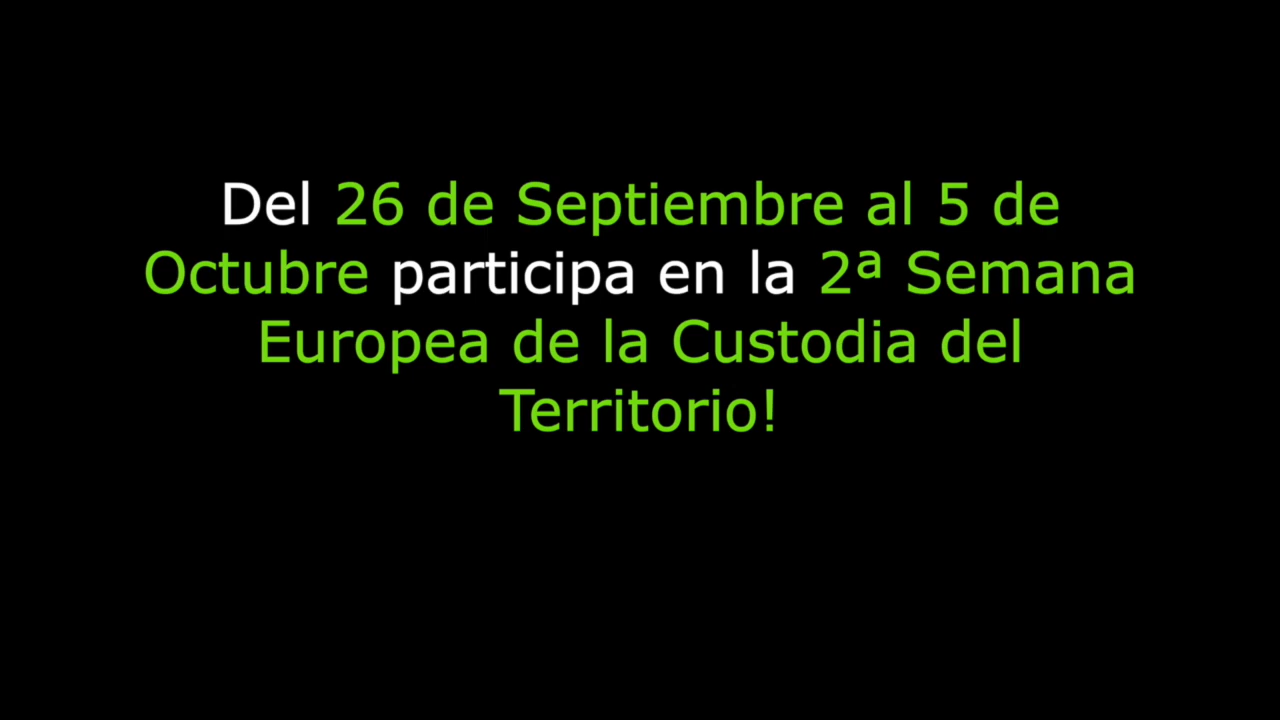 Del 26 de Septiembre al 5 de
Octubre participa en la 2ª Semana
Europea de la Custodia del
Territorio!